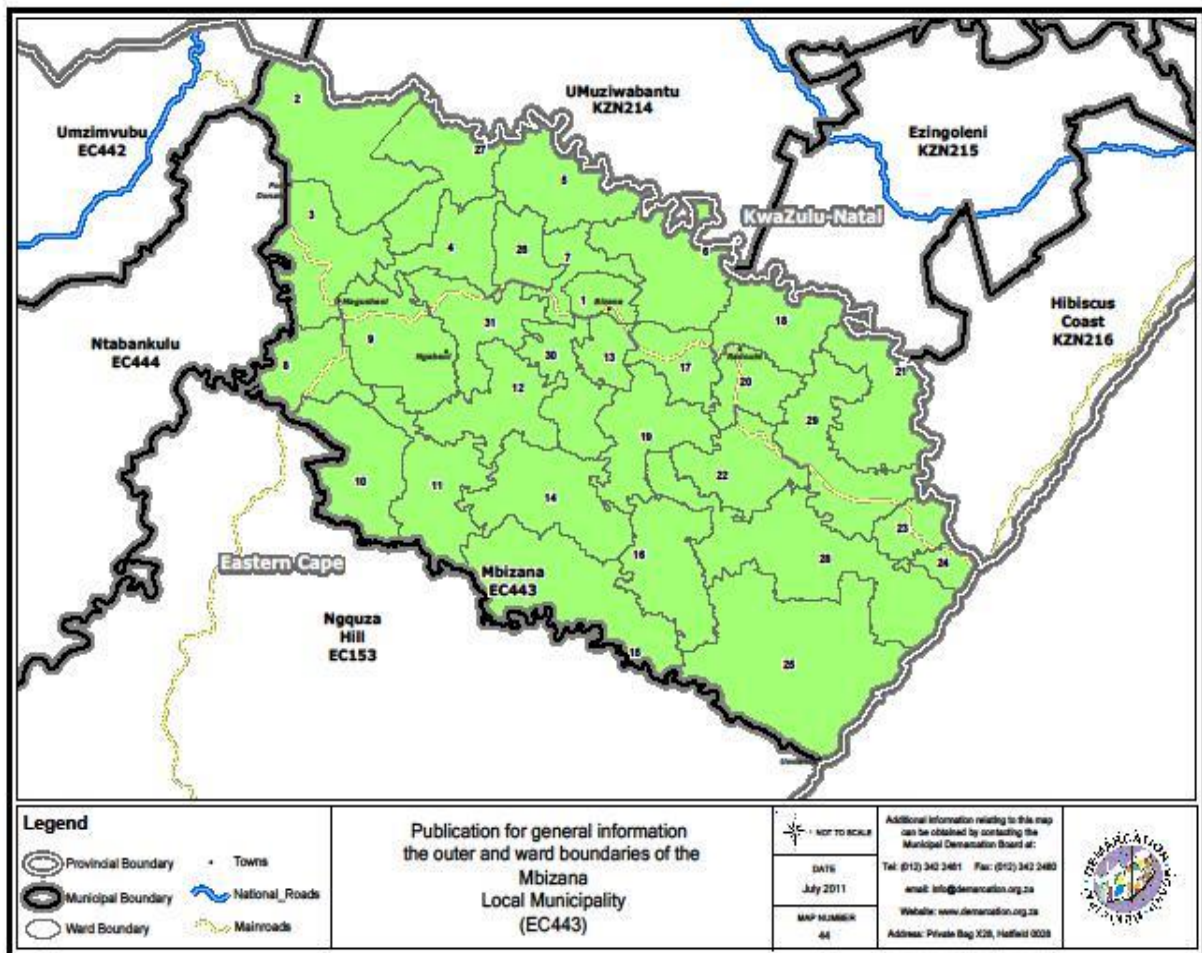 2
UMuziwabantu
KZN214
Umzimvubu
EC442
27
Ezingoleni
KZN215
5
KwaZulu-Natal
3
4
7
6
1
Bizana
Hibiscus
Coast
KZN216
31
18
Ntabankulu
EC444
9
30
13
17
21
8
12
20
29
19
10
11
14
22
23
16
28
24
Eastern Cape
Mbizana
EC443
Ngquza
Hill
EC153
15
25
Legend
Provincial Boundary
Municipal Boundary
Ward Boundary
Towns
National_Roads
Mainroads
Publication for general information
the outer and ward boundaries of the
Mbizana
Local Municipality
(EC443)
NOT TO SCALE
DATE
July 2011
MAP NUMBER
44
Additional information relating to this map
can be obtained by contacting the
Municipal Demarcation Board at:
Tel: (012) 342 2481 Fax: (012) 342 2480
email: info@demarcation.org.za
Website: www.demarcation.org.za
Address: Private Bag X28, Hatfield 0028